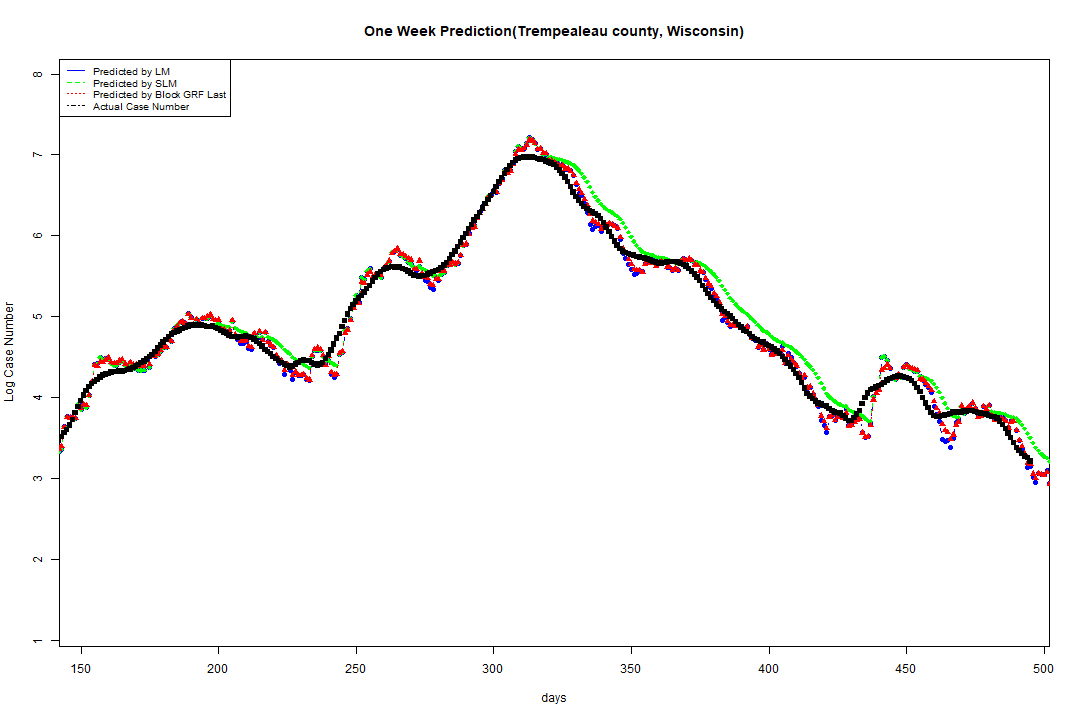 One Week Prediction(Trempealeau county, Wisconsin)
Predicted by LM
Predicted by SLM
Predicted by Block GRF Last
Actual Case Number
Log Case Number
8
7
6
5
4
3
2
1
150 200 250 300 350 400 450 500
days